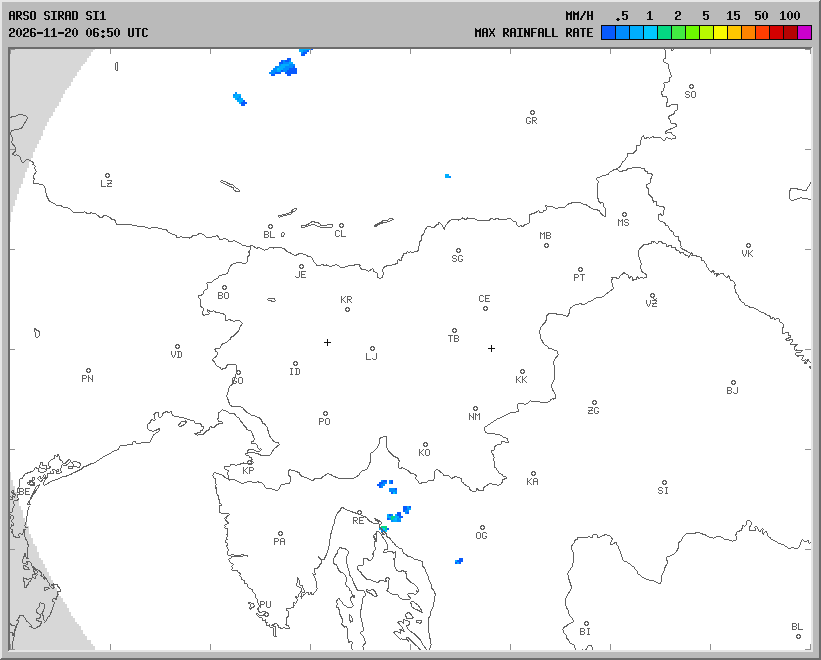 ARSO SIRAD SI1
MM/H .5 1 2 5 15 50 100
2026-11-20 06:50 UTC
MAX RAINFALL RATE
SO
GR
LZ
MS
BL
CL
MB
VK
SG
JE
PT
BO
KR
CE
VZ
TB
VD
LJ
ID
PN
GO
KK
BJ
ZG
NM
PO
KO
KP
KA
BE
SI
RE
OG
PA
PU
BI
BL